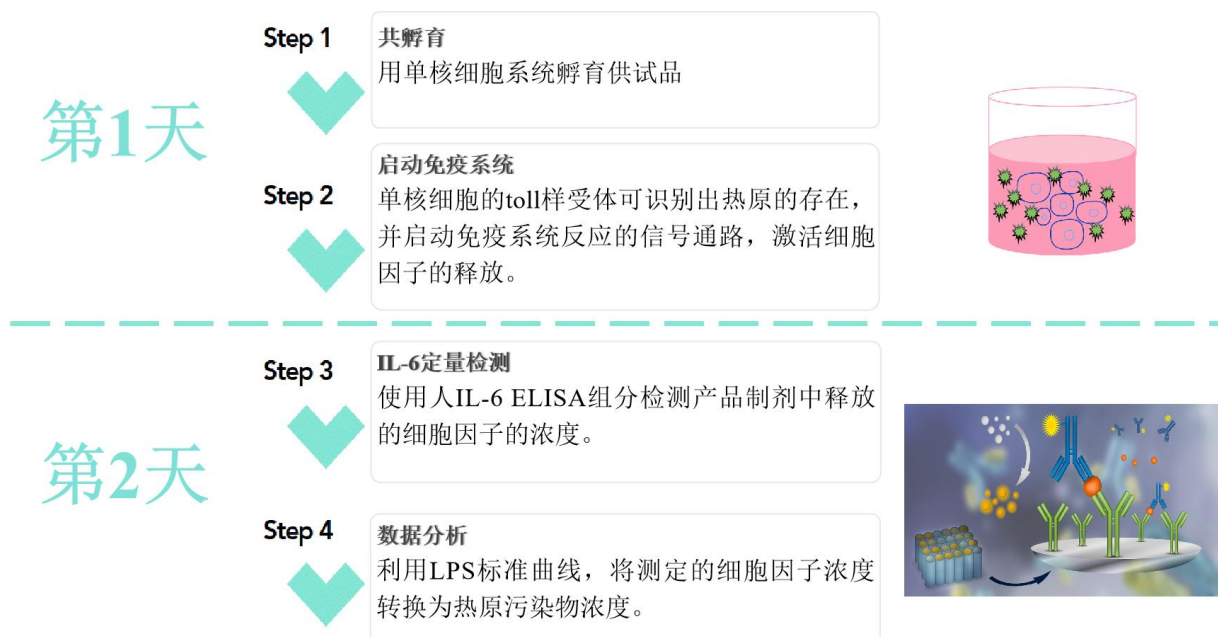 第1天
Step 1
共孵育
用单核细胞系统孵育供试品
Step 2
启动免疫系统
单核细胞的toll样受体可识别出热原的存在，
并启动免疫系统反应的信号通路，激活细胞
因子的释放。
第2天
Step 3
IL-6定量检测
使用人IL-6 ELISA组分检测产品制剂中释放
的细胞因子的浓度。
Step 4
数据分析
利用LPS标准曲线，将测定的细胞因子浓度
转换为热原污染物浓度。